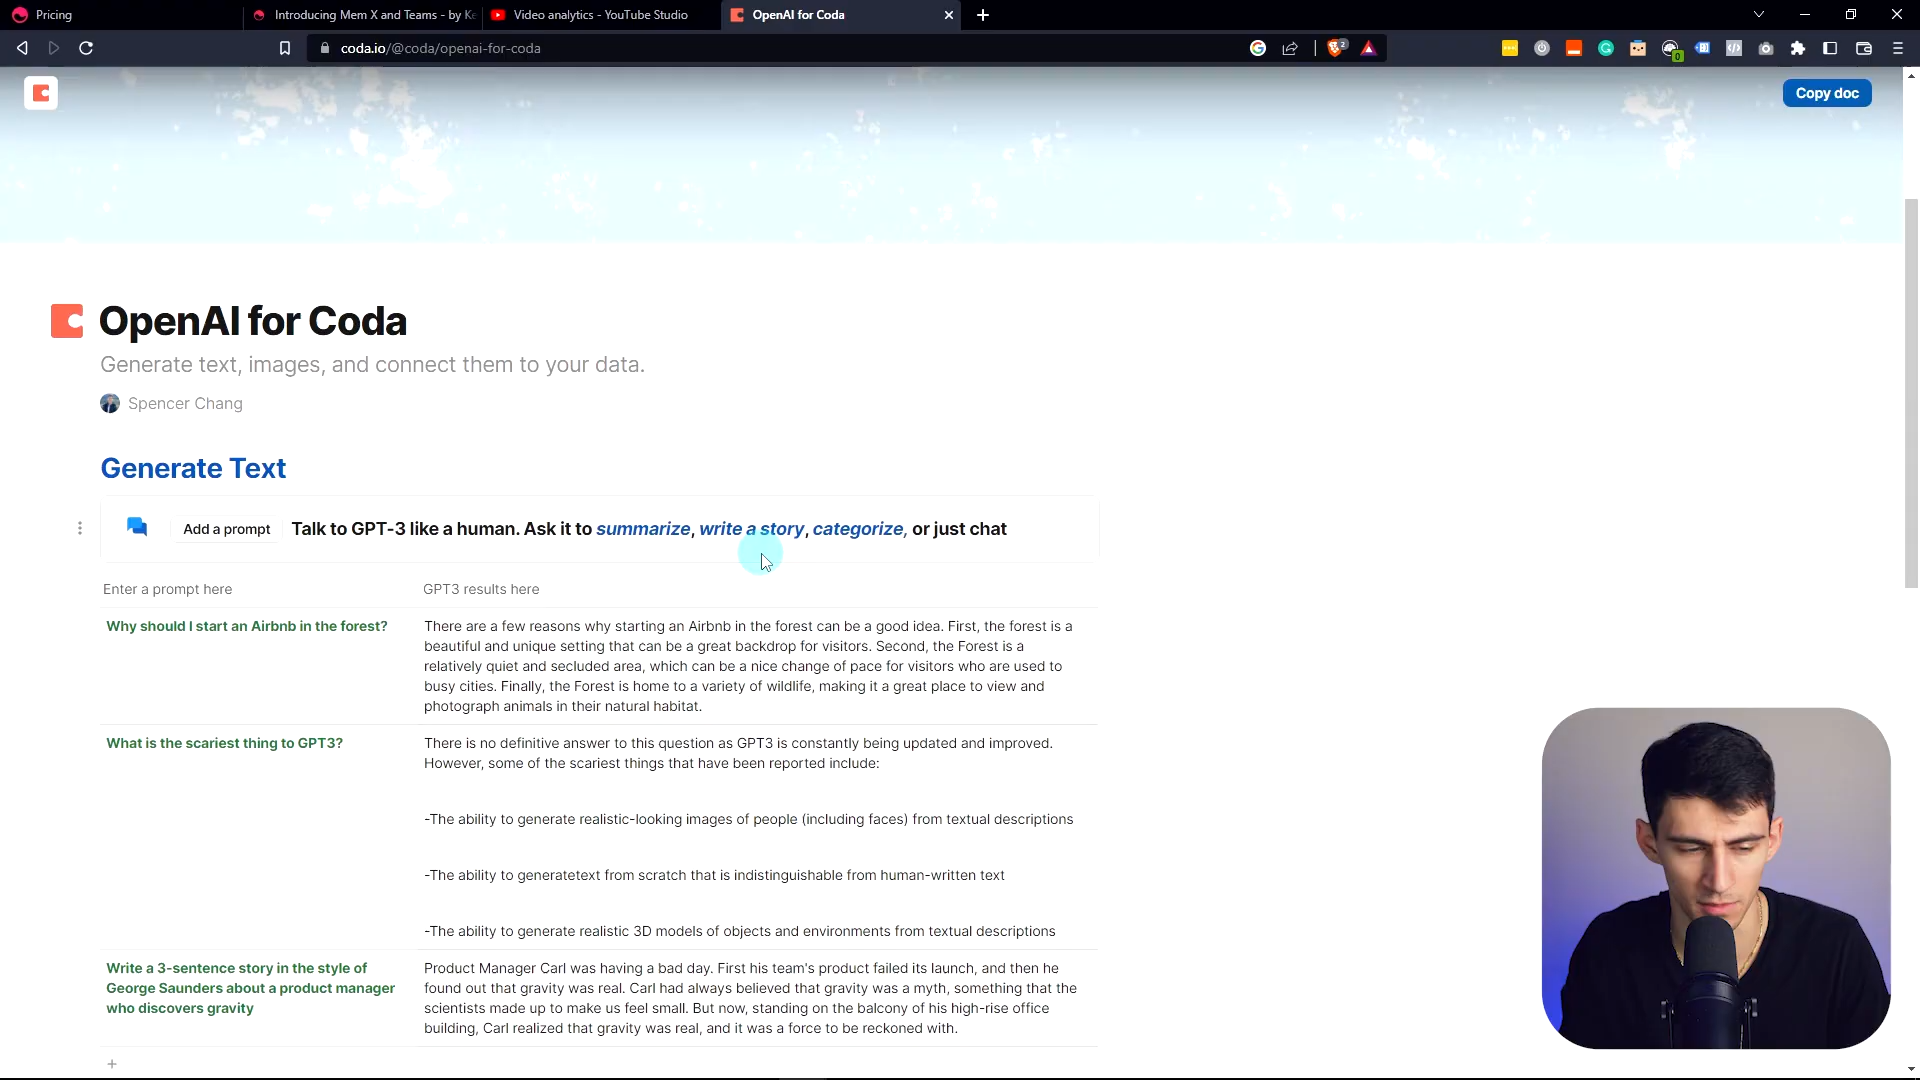 Pricing
Introducing Mem X and Teams - by Ke
Video analytics - YouTube Studio
OpenAI for Coda
coda.io/@coda/openai-for-coda
2
0
Copy doc
OpenAI for Coda
Generate text, images, and connect them to your data.
Spencer Chang
Generate Text
Add a prompt Talk to GPT-3 like a human. Ask it to summarize, write a story, categorize, or just chat
Enter a prompt here
GPT3 results here
Why should I start an Airbnb in the forest?
There are a few reasons why starting an Airbnb in the forest can be a good idea. First, the forest is a
beautiful and unique setting that can be a great backdrop for visitors. Second, the Forest is a
relatively quiet and secluded area, which can be a nice change of pace for visitors who are used to
busy cities. Finally, the Forest is home to a variety of wildlife, making it a great place to view and
photograph animals in their natural habitat.
What is the scariest thing to GPT3?
There is no definitive answer to this question as GPT3 is constantly being updated and improved.
However, some of the scariest things that have been reported include:
-The ability to generate realistic-looking images of people (including faces) from textual descriptions
-The ability to generatetext from scratch that is indistinguishable from human-written text
-The ability to generate realistic 3D models of objects and environments from textual descriptions
Write a 3-sentence story in the style of
George Saunders about a product manager
who discovers gravity
Product Manager Carl was having a bad day. First his team's product failed its launch, and then he
found out that gravity was real. Carl had always believed that gravity was a myth, something that the
scientists made up to make us feel small. But now, standing on the balcony of his high-rise office
building, Carl realized that gravity was real, and it was a force to be reckoned with.